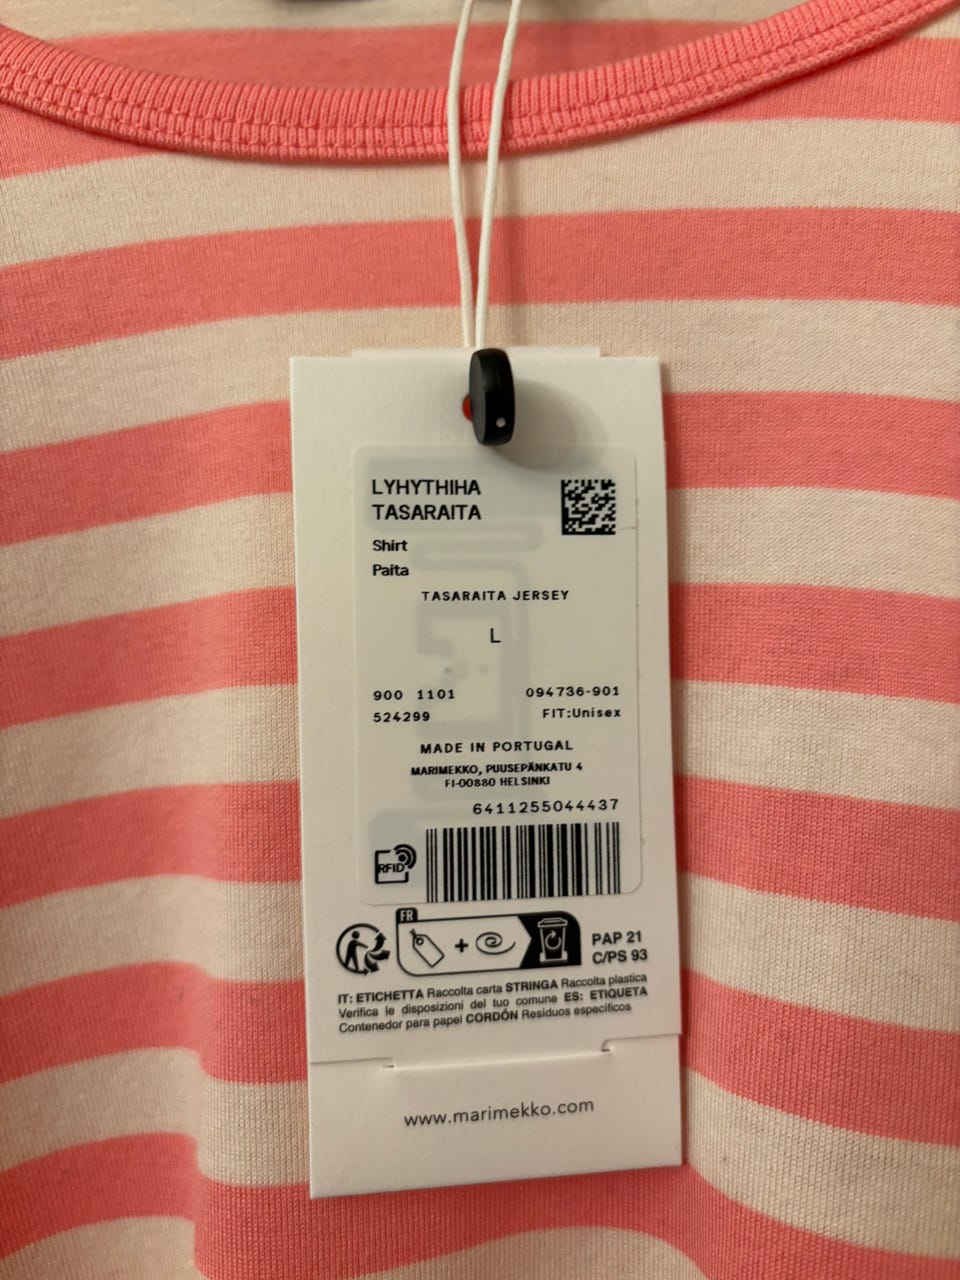 LYHYTHIHA
TASARAITA
Shirt
Paita
TASARAITA JERSEY
L
900 1101 094736-901
524299 FIT:Unisex
MADE IN PORTUGAL
MARIMEKKO, PUUSEPÄNKATU 4
FI-00880 HELSINKI
6411255044437
RFID
FR
+
PAP 21
C/PS 93
IT: ETICHETTA Raccolta carta STRINGA Raccolta plastica
Verifica le disposizioni del tuo comune ES: ETIQUETA
Contenedor para papel CORDÓN Residuos específicos
www.marimekko.com